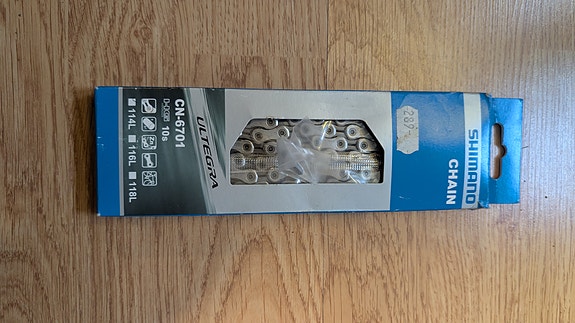 SHIMANO
CHAIN
289,-
ULTEGRA
CN-6701
10s
114L
116L
118L